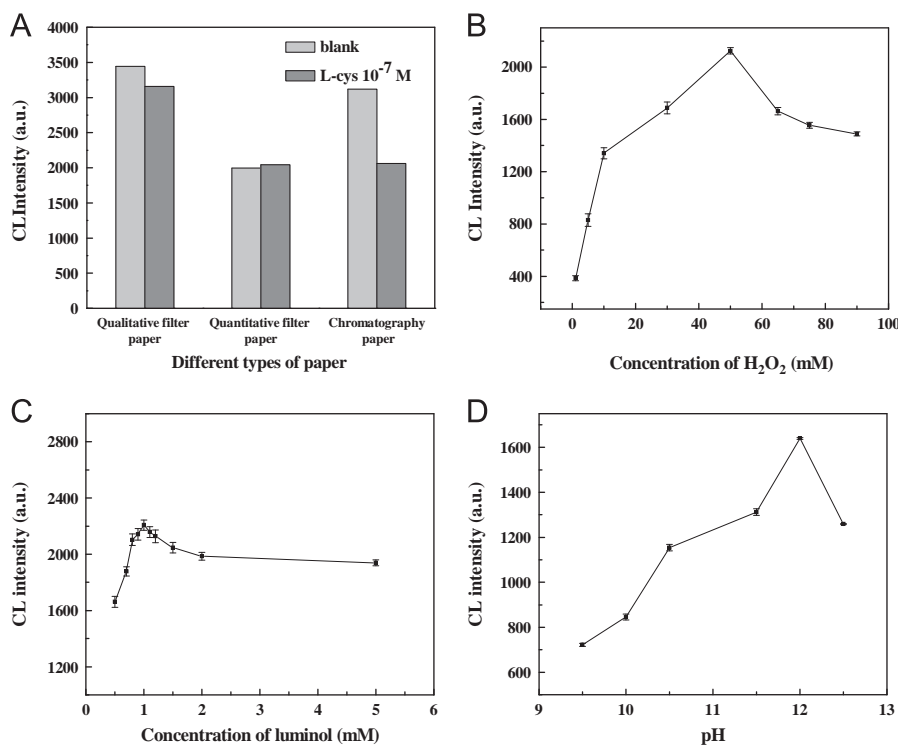 A
CLIntensity (a.u.)
4000
3500
3000
2500
2000
1500
1000
500
0
blank
L-cys 10⁻⁷ M
Qualitative filter
paper
Quantitative filter
paper
Chromatography
paper
Different types of paper
B
CL Intensity (a.u.)
2000
1600
1200
800
400
0 20 40 60 80 100
Concentration of H₂O₂ (mM)
C
CL intensity (a.u.)
2800
2400
2000
1600
1200
0 1 2 3 4 5 6
Concentration of luminol (mM)
D
CL intensity (a.u.)
1600
1400
1200
1000
800
600
9 10 11 12 13
pH